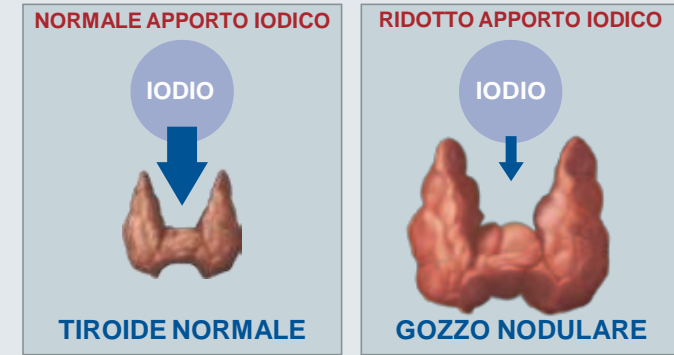 NORMALE APPORTO IODICO
IODIO
TIROIDE NORMALE
RIDOTTO APPORTO IODICO
IODIO
GOZZO NODULARE